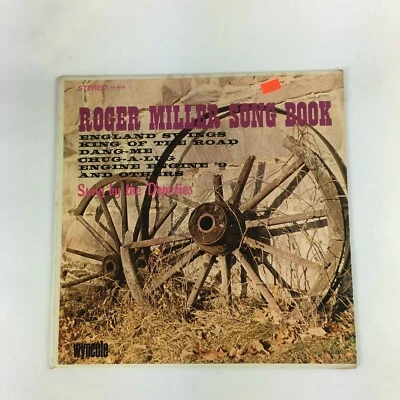 STEREO
ROGER MILLER SONG BOOK
ENGLAND SWINGS
KING OF THE ROAD
DANG-ME
CHUG-A-LUG
ENGINE ENGINE #9
AND OTHERS
Sung by the
wyncote